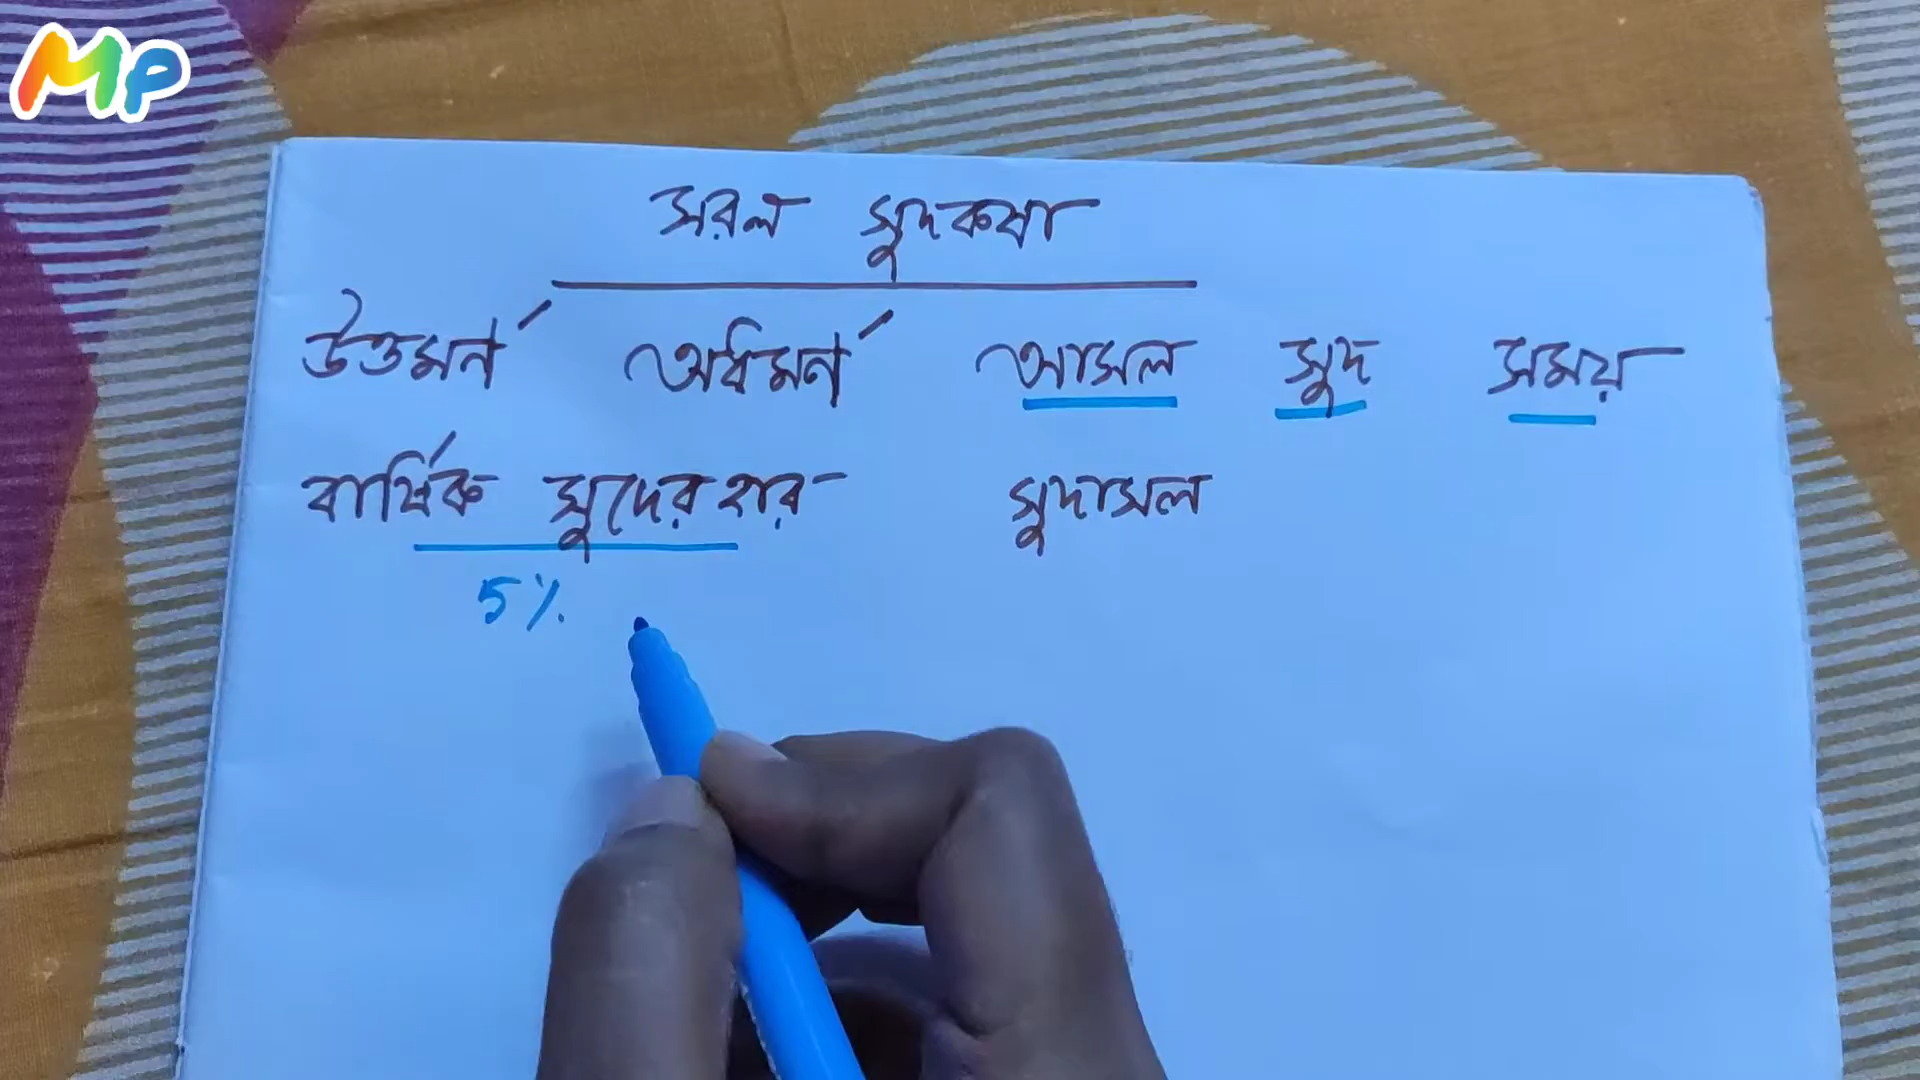 MP
সরল সুদকষা
উত্তমর্ণ অধমর্ণ আসল সুদ সময়
বার্ষিক সুদের হার সুদাসল
5%